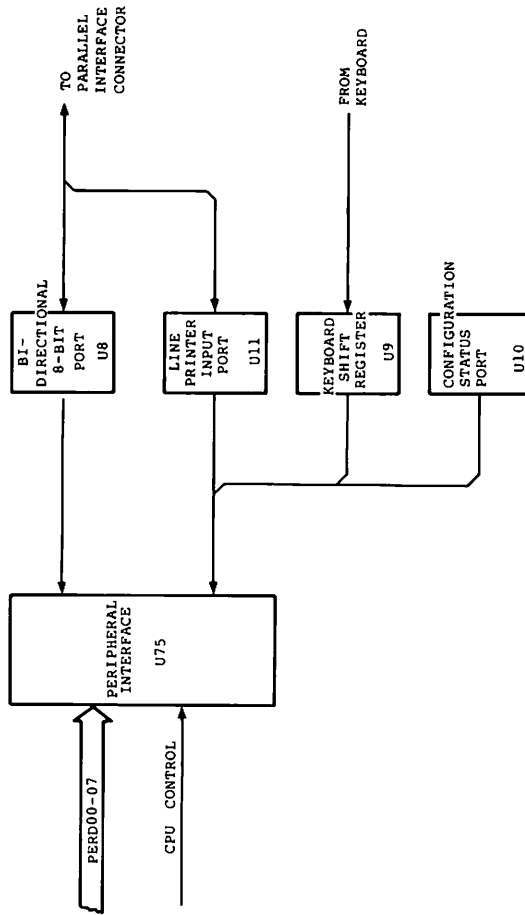 PERD00-07
CPU CONTROL
PERIPHERAL
INTERFACE
U75
BI-
DIRECTIONAL
8-BIT
PORT
U8
LINE
PRINTER
INPUT
PORT
U11
KEYBOARD
SHIFT
REGISTER
U9
CONFIGURATION
STATUS
PORT
U10
TO
PARALLEL
INTERFACE
CONNECTOR
FROM
KEYBOARD